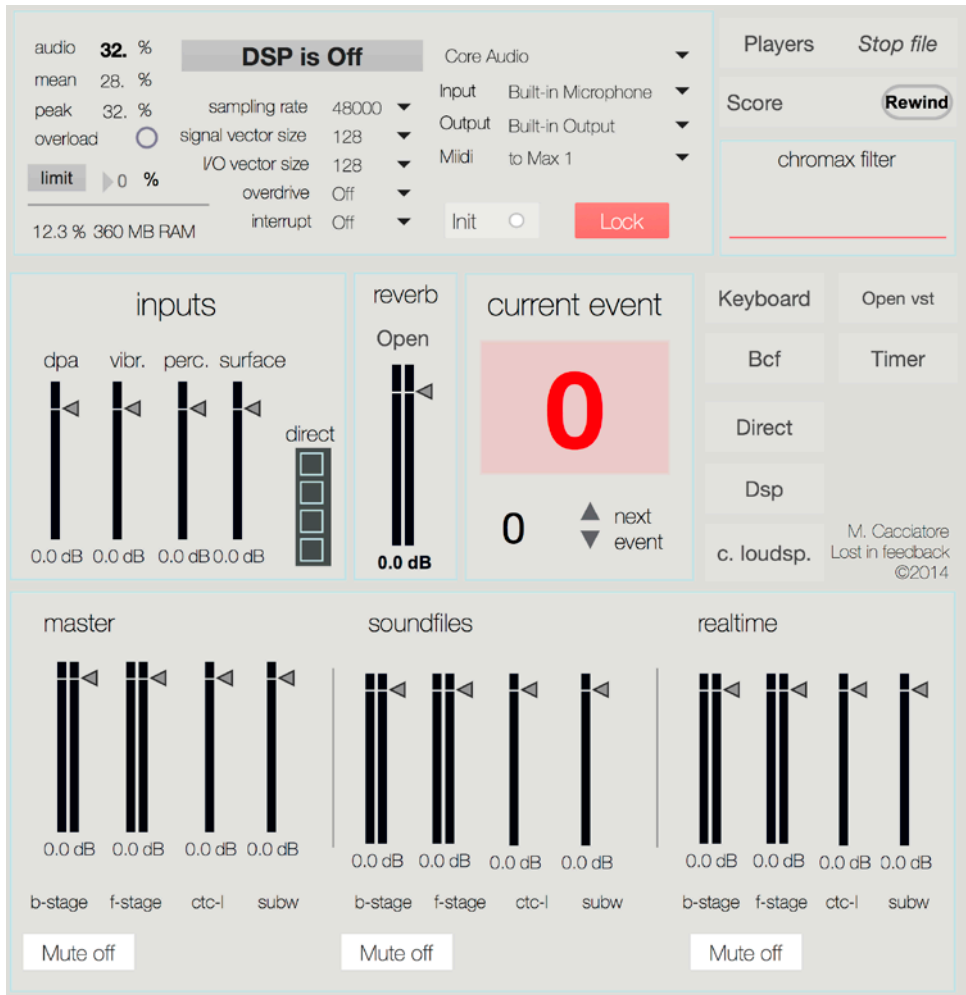 audio 32. %
mean 28. %
peak 32. %
overload
limit 0 %
12.3 % 360 MB RAM
DSP is Off
sampling rate 48000
signal vector size 128
I/O vector size 128
overdrive Off
interrupt Off
Core Audio
Input Built-in Microphone
Output Built-in Output
Miidi to Max 1
Init Lock
Players Stop file
Score Rewind
chromax filter
inputs
dpa vibr. perc. surface
direct
0.0 dB 0.0 dB 0.0 dB 0.0 dB
reverb
Open
0.0 dB
current event
0
0 next
event
Keyboard Open vst
Bcf Timer
Direct
Dsp
c. loudsp.
M. Cacciatore
Lost in feedback
©2014
master
0.0 dB 0.0 dB 0.0 dB 0.0 dB
b-stage f-stage ctc-l subw
Mute off
soundfiles
0.0 dB 0.0 dB 0.0 dB 0.0 dB
b-stage f-stage ctc-l subw
Mute off
realtime
0.0 dB 0.0 dB 0.0 dB 0.0 dB
b-stage f-stage ctc-l subw
Mute off